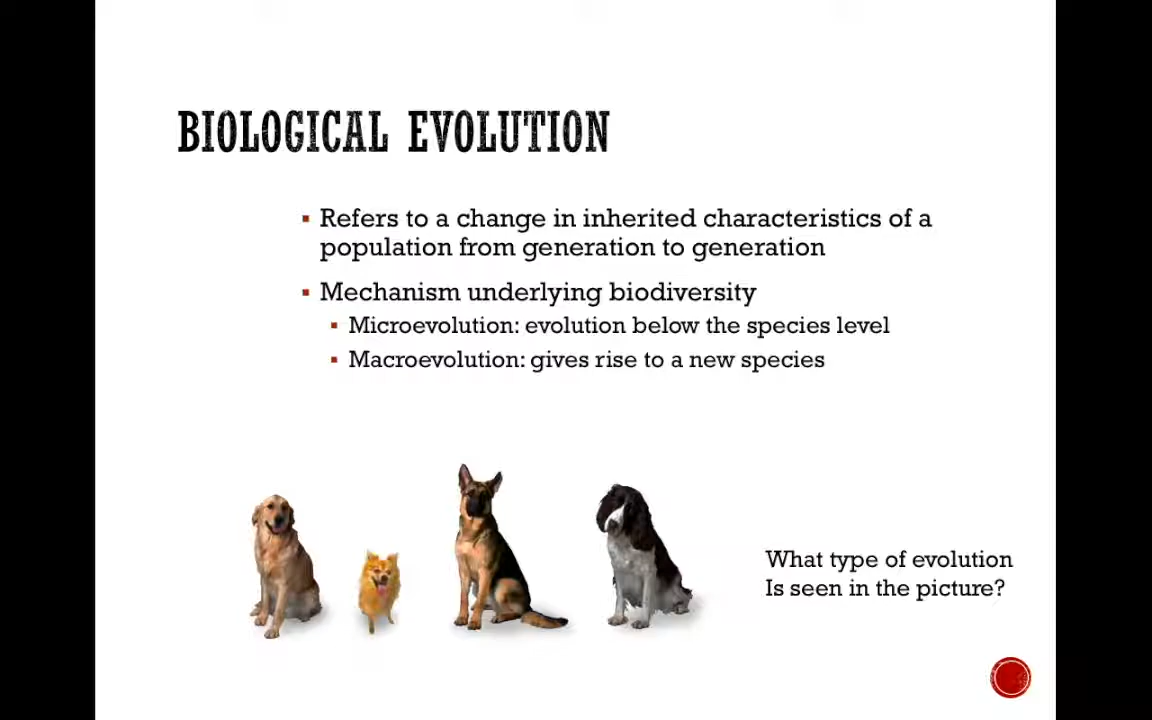 BIOLOGICAL EVOLUTION
▪ Refers to a change in inherited characteristics of a
population from generation to generation
▪ Mechanism underlying biodiversity
▪ Microevolution: evolution below the species level
▪ Macroevolution: gives rise to a new species
What type of evolution
Is seen in the picture?